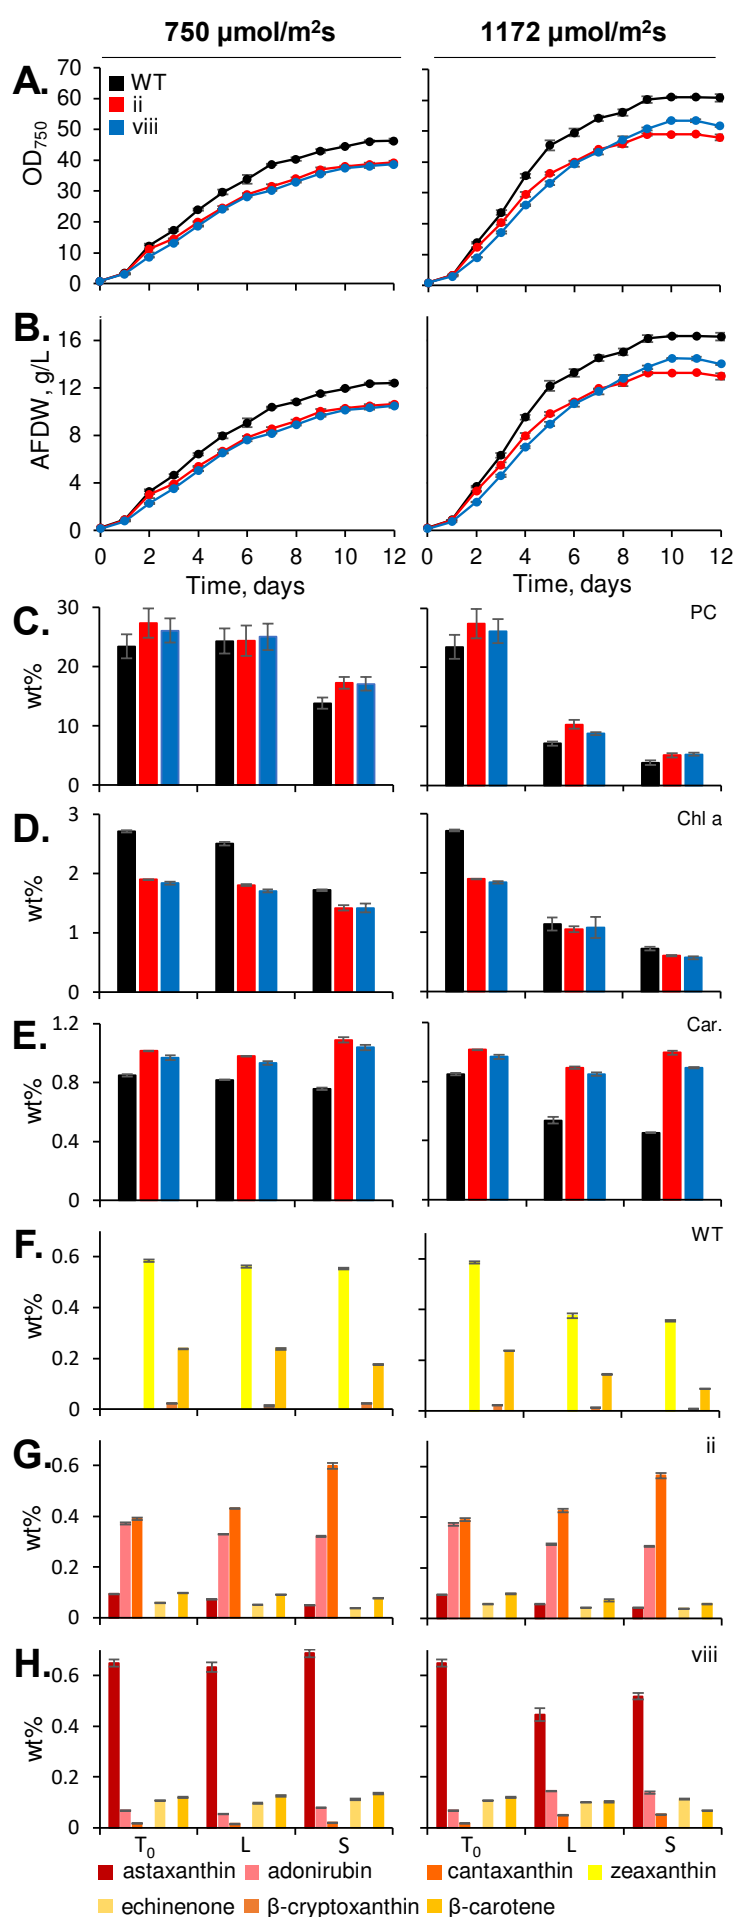 750 µmol/m²s 1172 µmol/m²s
A.
70
60
50
40
30
20
10
0
OD750
WT
ii
viii
B.
16
12
8
4
0
AFDW, g/L
0 2 4 6 8 10 12
0 2 4 6 8 10 12
Time, days Time, days
C.
30
20
10
0
wt%
PC
D.
3
2
1
0
wt%
Chl a
E.
1.2
0.8
0.4
0
wt%
Car.
F.
0.6
0.4
0.2
0
wt%
WT
G.
0.6
0.4
0.2
0
wt%
ii
H.
0.6
0.4
0.2
0
wt%
viii
T0 L S T0 L S
astaxanthin adonirubin cantaxanthin zeaxanthin
echinenone β-cryptoxanthin β-carotene